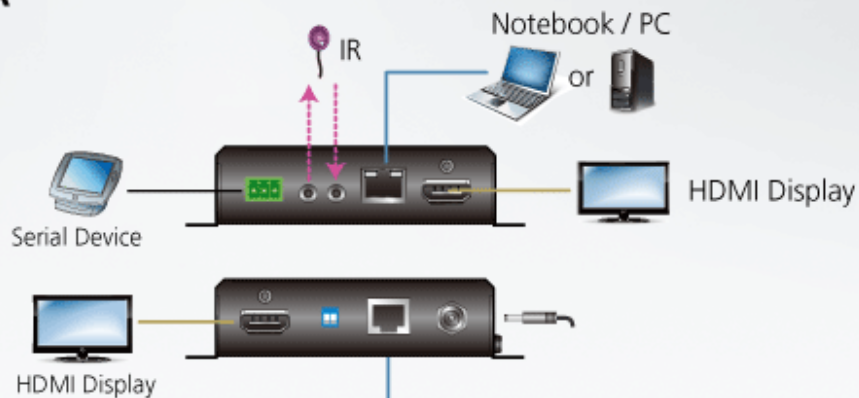 Notebook / PC
IR
or
HDMI Display
Serial Device
HDMI Display